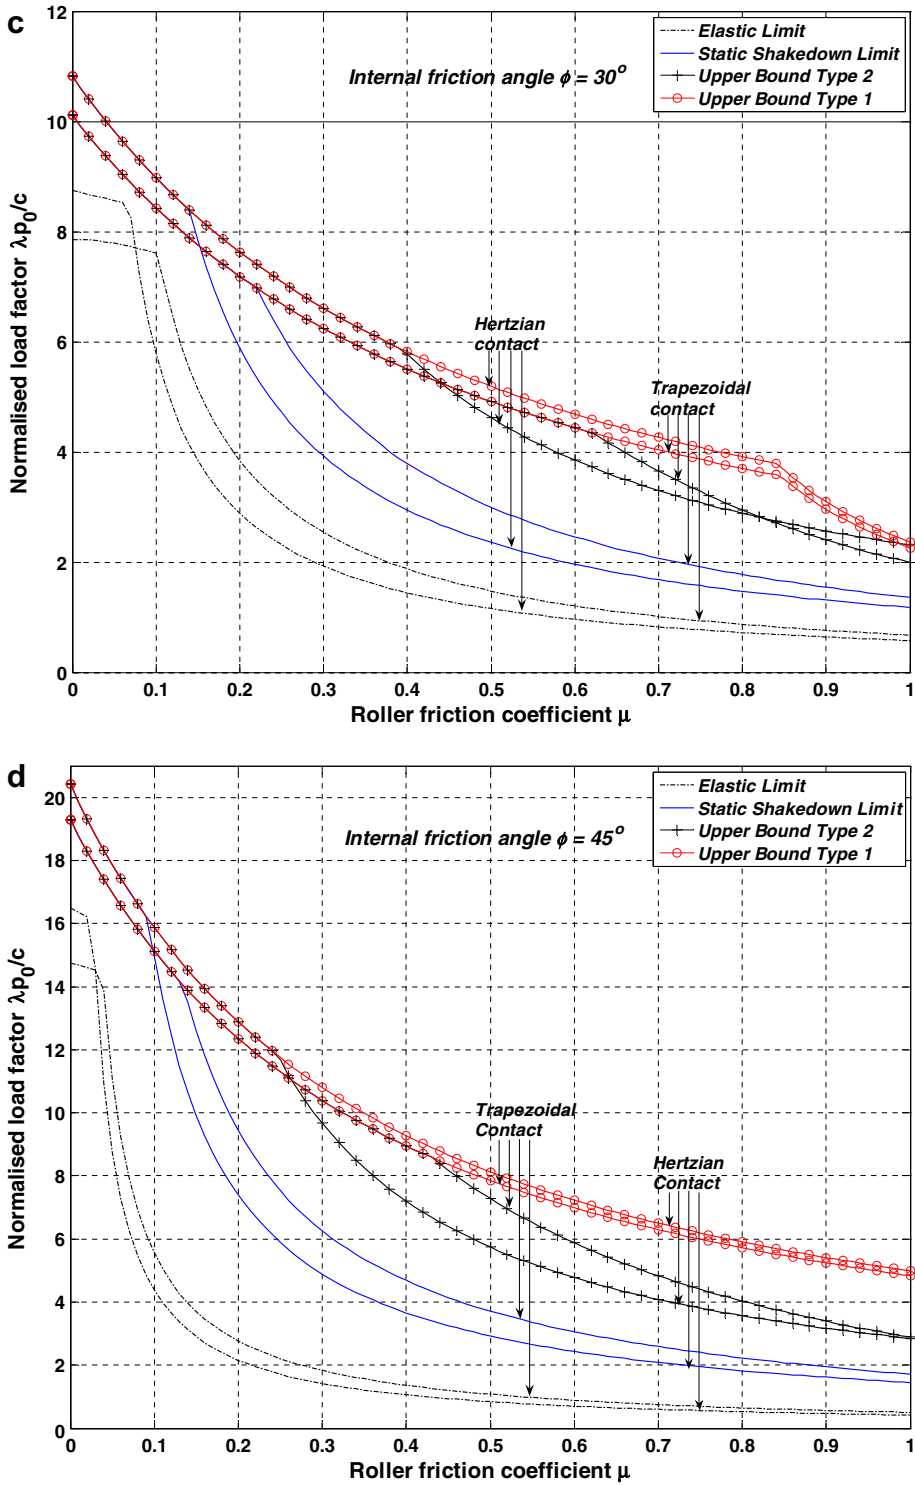 c
12
10
8
6
4
2
0
Normalised load factor λp0/c
Internal friction angle ϕ = 30o
Elastic Limit
Static Shakedown Limit
Upper Bound Type 2
Upper Bound Type 1
Hertzian
contact
Trapezoidal
contact
0 0.1 0.2 0.3 0.4 0.5 0.6 0.7 0.8 0.9 1
Roller friction coefficient μ
d
20
18
16
14
12
10
8
6
4
2
0
Normalised load factor λp0/c
Internal friction angle ϕ = 45o
Elastic Limit
Static Shakedown Limit
Upper Bound Type 2
Upper Bound Type 1
Trapezoidal
Contact
Hertzian
Contact
0 0.1 0.2 0.3 0.4 0.5 0.6 0.7 0.8 0.9 1
Roller friction coefficient μ